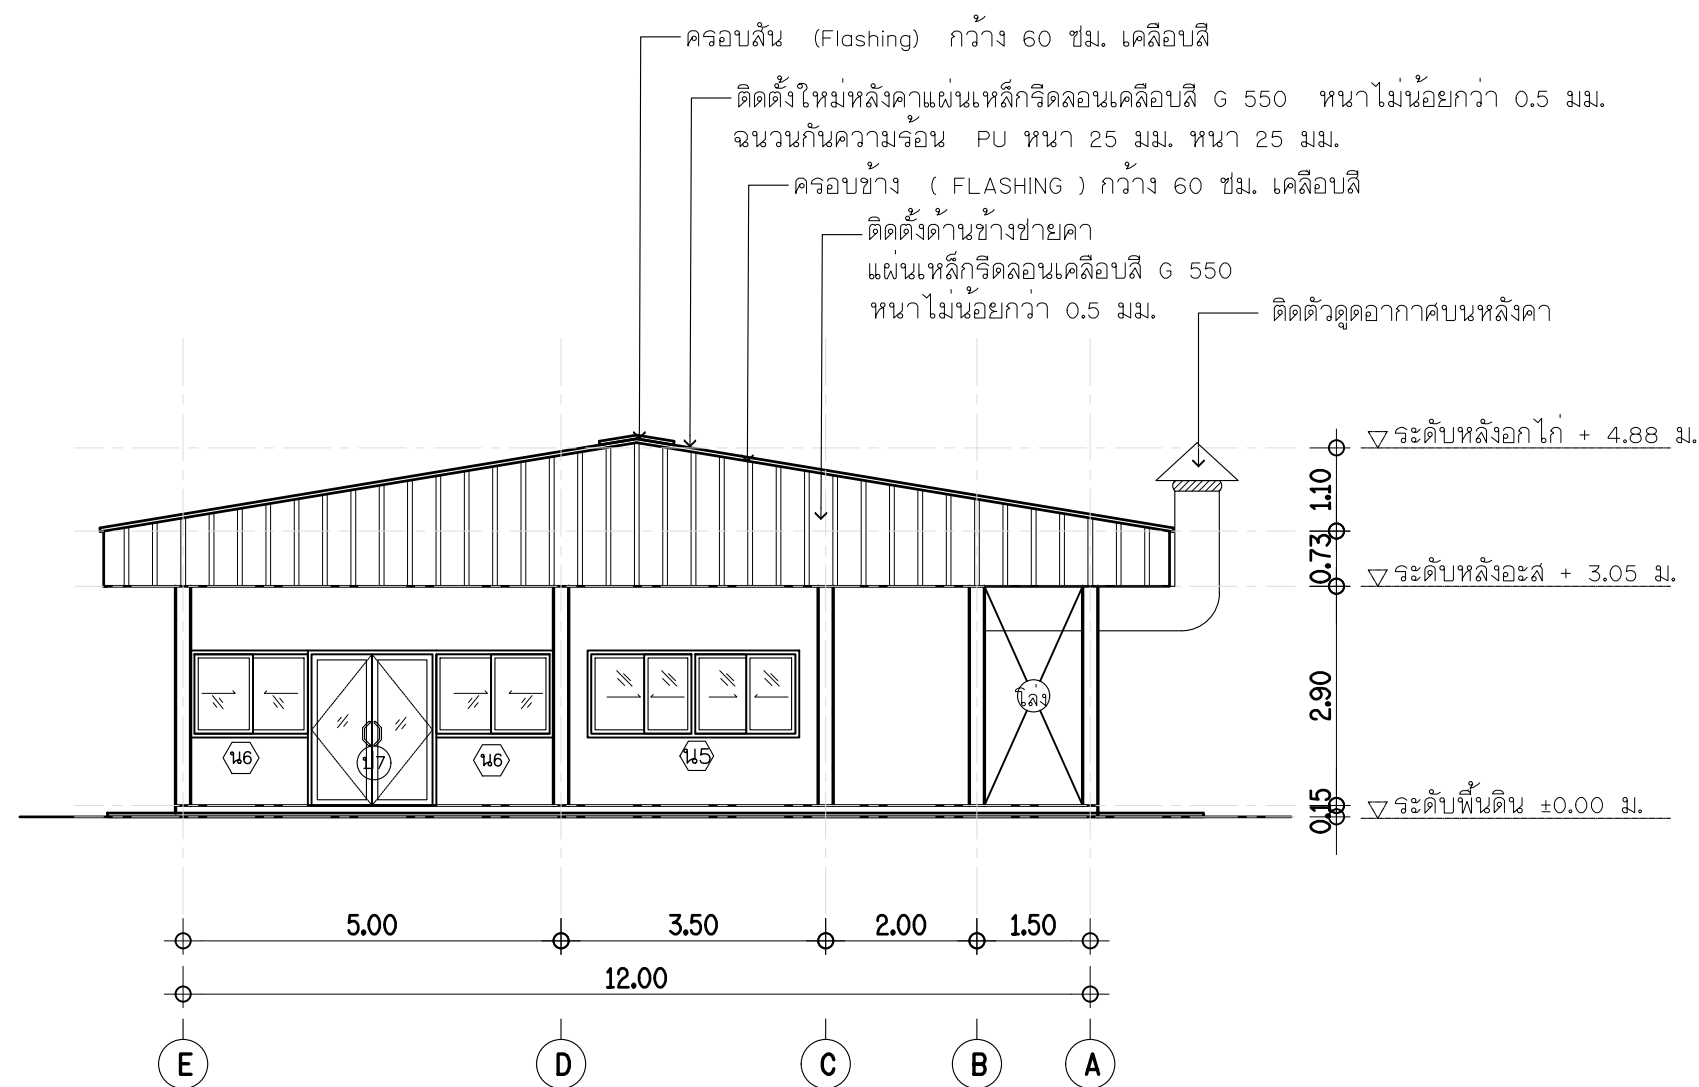 ครอบสัน (Flashing) กว้าง 60 ซม. เคลือบสี
ติดตั้งใหม่หลังคาแผ่นเหล็กรีดลอนเคลือบสี G 550 หนาไม่น้อยกว่า 0.5 มม.
ฉนวนกันความร้อน PU หนา 25 มม. หนา 25 มม.
ครอบข้าง ( FLASHING ) กว้าง 60 ซม. เคลือบสี
ติดตั้งด้านข้างชายคา
แผ่นเหล็กรีดลอนเคลือบสี G 550
หนาไม่น้อยกว่า 0.5 มม.
ติดตัวดูดอากาศบนหลังคา
ระดับหลังอกไก่ + 4.88 ม.
1.10
0.73
ระดับหลังอะส + 3.05 ม.
2.90
0.15
ระดับพื้นดิน ±0.00 ม.
น6
บ7
น6
น5
โล่ง
5.00
3.50
2.00
1.50
12.00
E
D
C
B
A